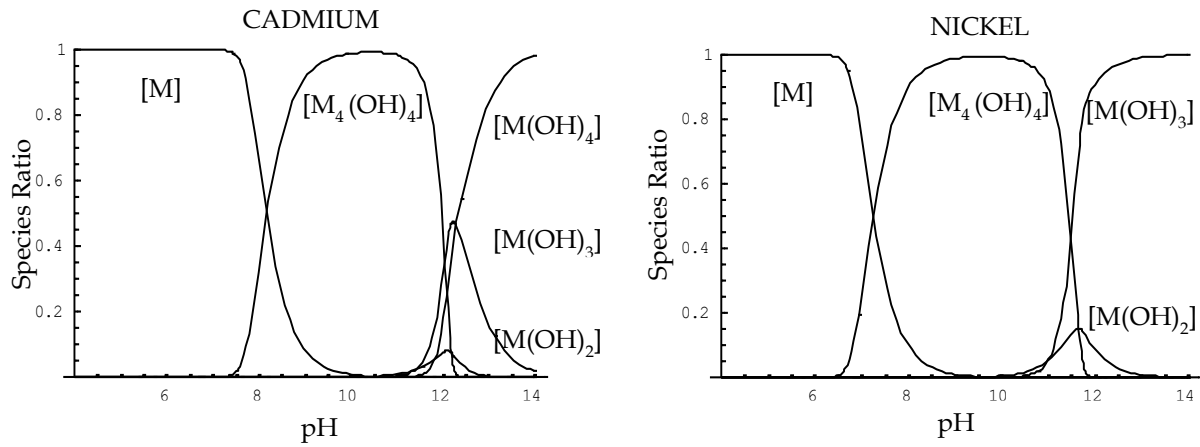 CADMIUM
1
0.8
0.6
0.4
0.2
6
8
10
12
14
Species Ratio
pH
[M]
[M₄ (OH)₄]
[M(OH)₄]
[M(OH)₃]
[M(OH)₂]
NICKEL
1
0.8
0.6
0.4
0.2
6
8
10
12
14
Species Ratio
pH
[M]
[M₄ (OH)₄]
[M(OH)₃]
[M(OH)₂]